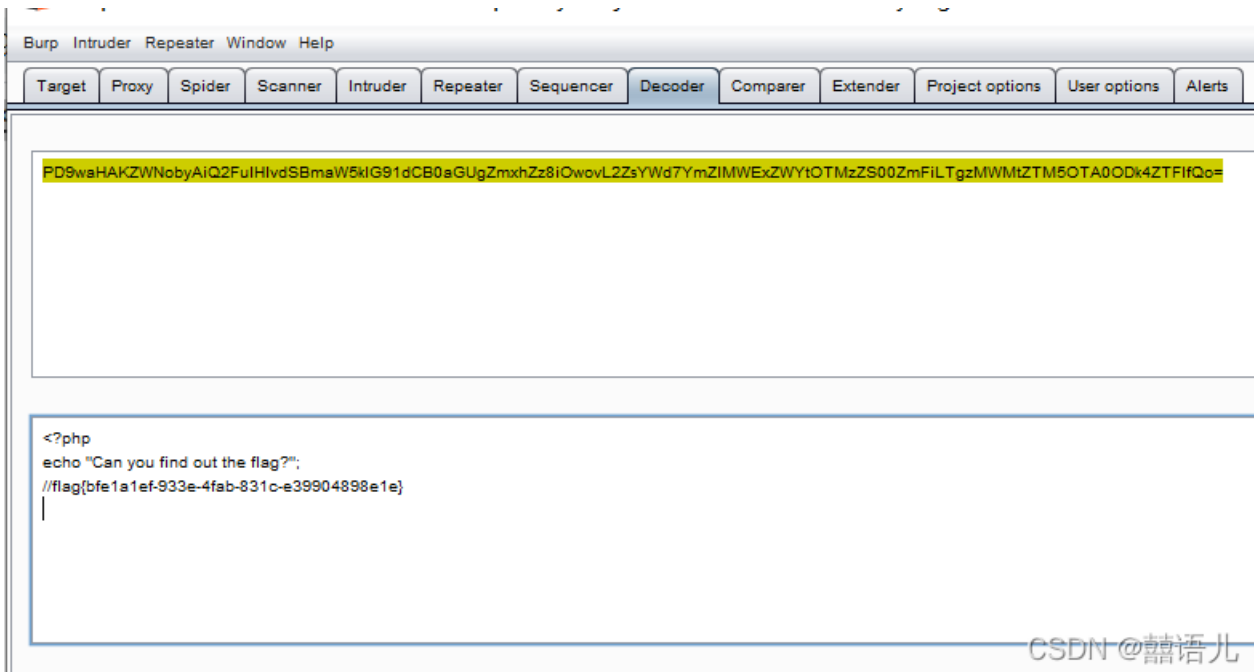 Burp Intruder Repeater Window Help
Target Proxy Spider Scanner Intruder Repeater Sequencer Decoder Comparer Extender Project options User options Alerts
PD9waHAKZWNobyAiQ2FuIHlvdSBmaW5kIG91dCB0aGUgZmxhZz8iOwovL2ZsYWd7YmZlMWExZWYtOTMzZS00ZmFiLTgzMWMtZTM5OTA0ODk4ZTFlfQo=
<?php
echo "Can you find out the flag?";
//flag{bfe1a1ef-933e-4fab-831c-e39904898e1e}
CSDN @嚞语儿